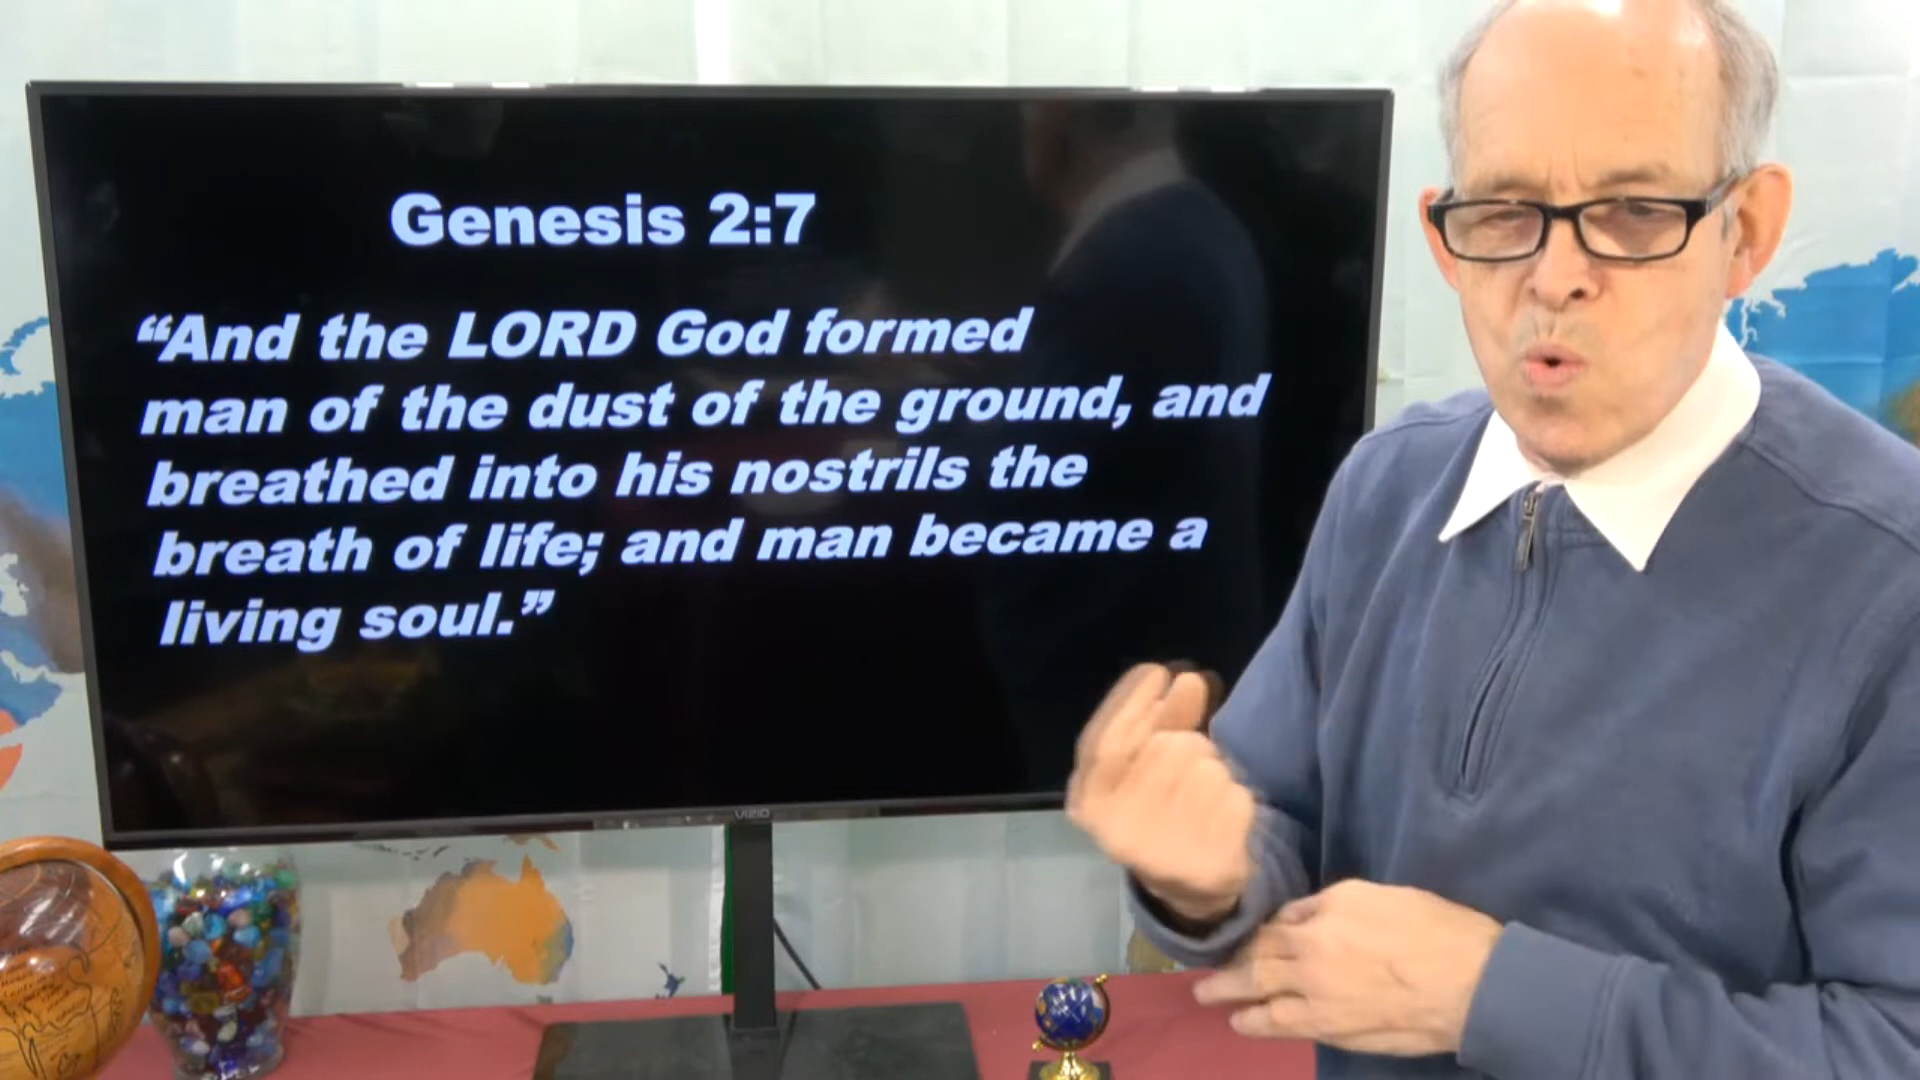 Genesis 2:7
“And the LORD God formed
man of the dust of the ground, and
breathed into his nostrils the
breath of life; and man became a
living soul.”
VIZIO